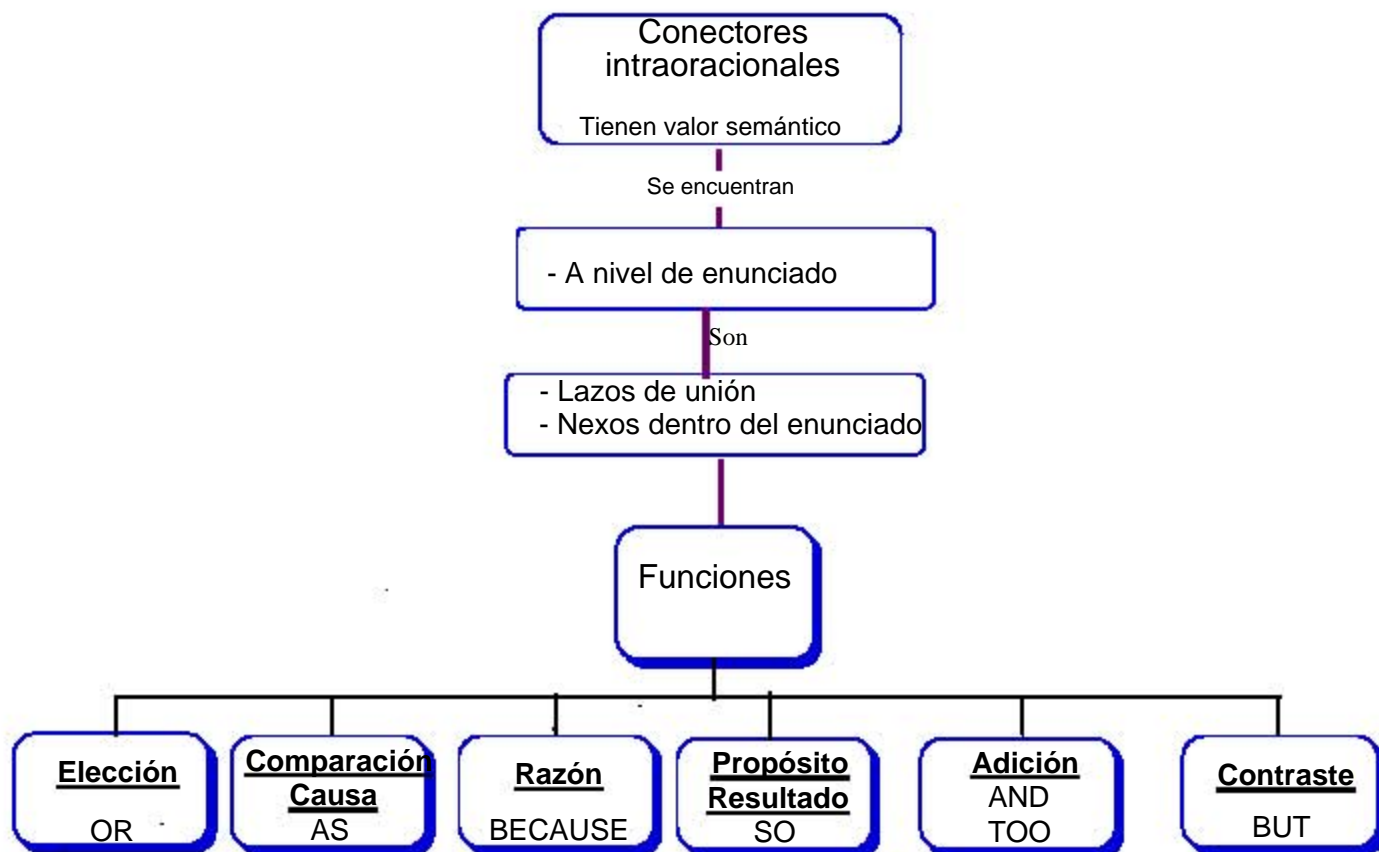 Conectores
intraoracionales
Tienen valor semántico
Se encuentran
- A nivel de enunciado
Son
- Lazos de unión
- Nexos dentro del enunciado
Funciones
Elección
OR
Comparación
Causa
AS
Razón
BECAUSE
Propósito
Resultado
SO
Adición
AND
TOO
Contraste
BUT